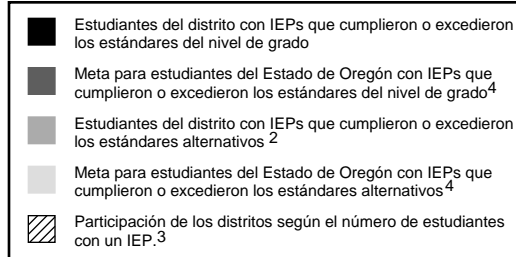 Estudiantes del distrito con IEPs que cumplieron o excedieron
los estándares del nivel de grado
Meta para estudiantes del Estado de Oregón con IEPs que
cumplieron o excedieron los estándares del nivel de grado4
Estudiantes del distrito con IEPs que cumplieron o excedieron
los estándares alternativos 2
Meta para estudiantes del Estado de Oregón con IEPs que
cumplieron o excedieron los estándares alternativos4
Participación de los distritos según el número de estudiantes
con un IEP.3